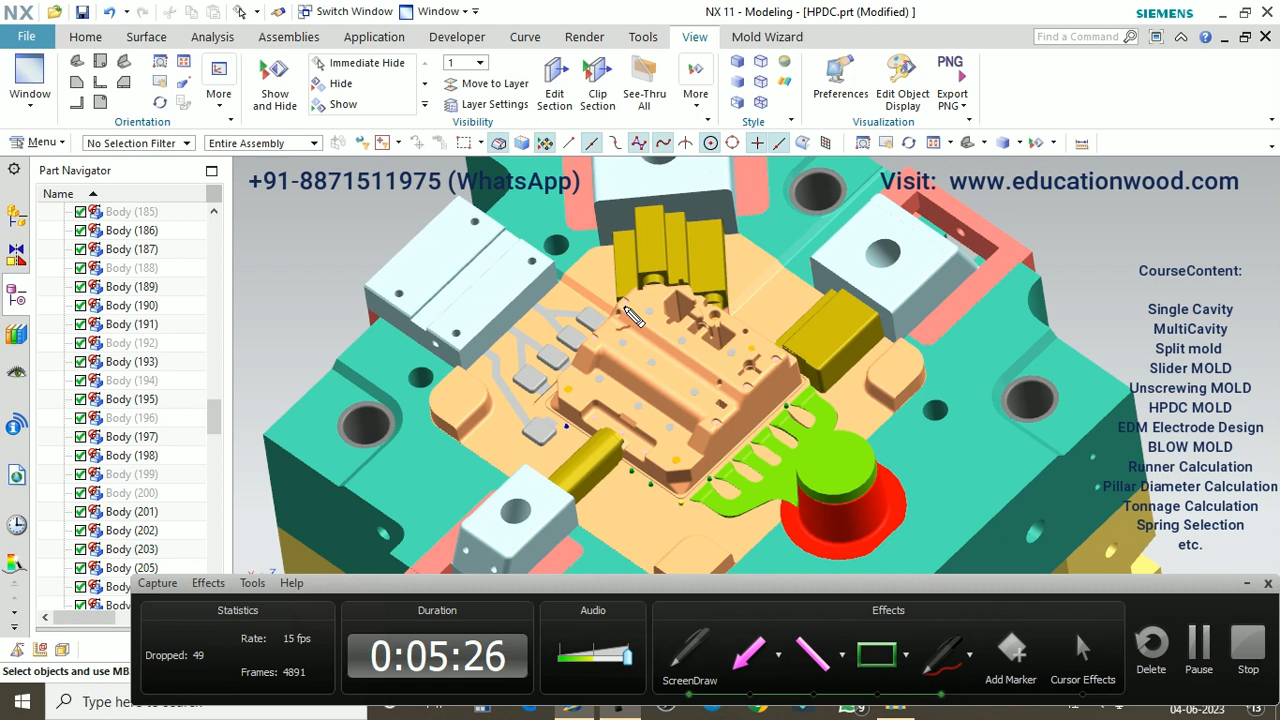 NX
Switch Window
Window
NX 11 - Modeling - [HPDC.prt (Modified) ]
SIEMENS
File
Home
Surface
Analysis
Assemblies
Application
Developer
Curve
Render
Tools
View
Mold Wizard
Find a Command
Window
More
Orientation
Show and Hide
Immediate Hide
Hide
Show
1
Move to Layer
Layer Settings
Visibility
Edit Section
Clip Section
See-Thru All
More
Style
Preferences
Edit Object Display
Export PNG
PNG
Visualization
Menu
No Selection Filter
Entire Assembly
Part Navigator
Name
Body (185)
Body (186)
Body (187)
Body (188)
Body (189)
Body (190)
Body (191)
Body (192)
Body (193)
Body (194)
Body (195)
Body (196)
Body (197)
Body (198)
Body (199)
Body (200)
Body (201)
Body (202)
Body (203)
Body (205)
+91-8871511975 (WhatsApp)
Visit: www.educationwood.com
CourseContent:
Single Cavity
MultiCavity
Split mold
Slider MOLD
Unscrewing MOLD
HPDC MOLD
EDM Electrode Design
BLOW MOLD
Runner Calculation
Pillar Diameter Calculation
Tonnage Calculation
Spring Selection
etc.
Select objects and use MB
Capture
Effects
Tools
Help
Statistics
Rate: 15 fps
Dropped: 49
Frames: 4891
Duration
0:05:26
Audio
Effects
ScreenDraw
Add Marker
Cursor Effects
Delete
Pause
Stop
04-06-2023